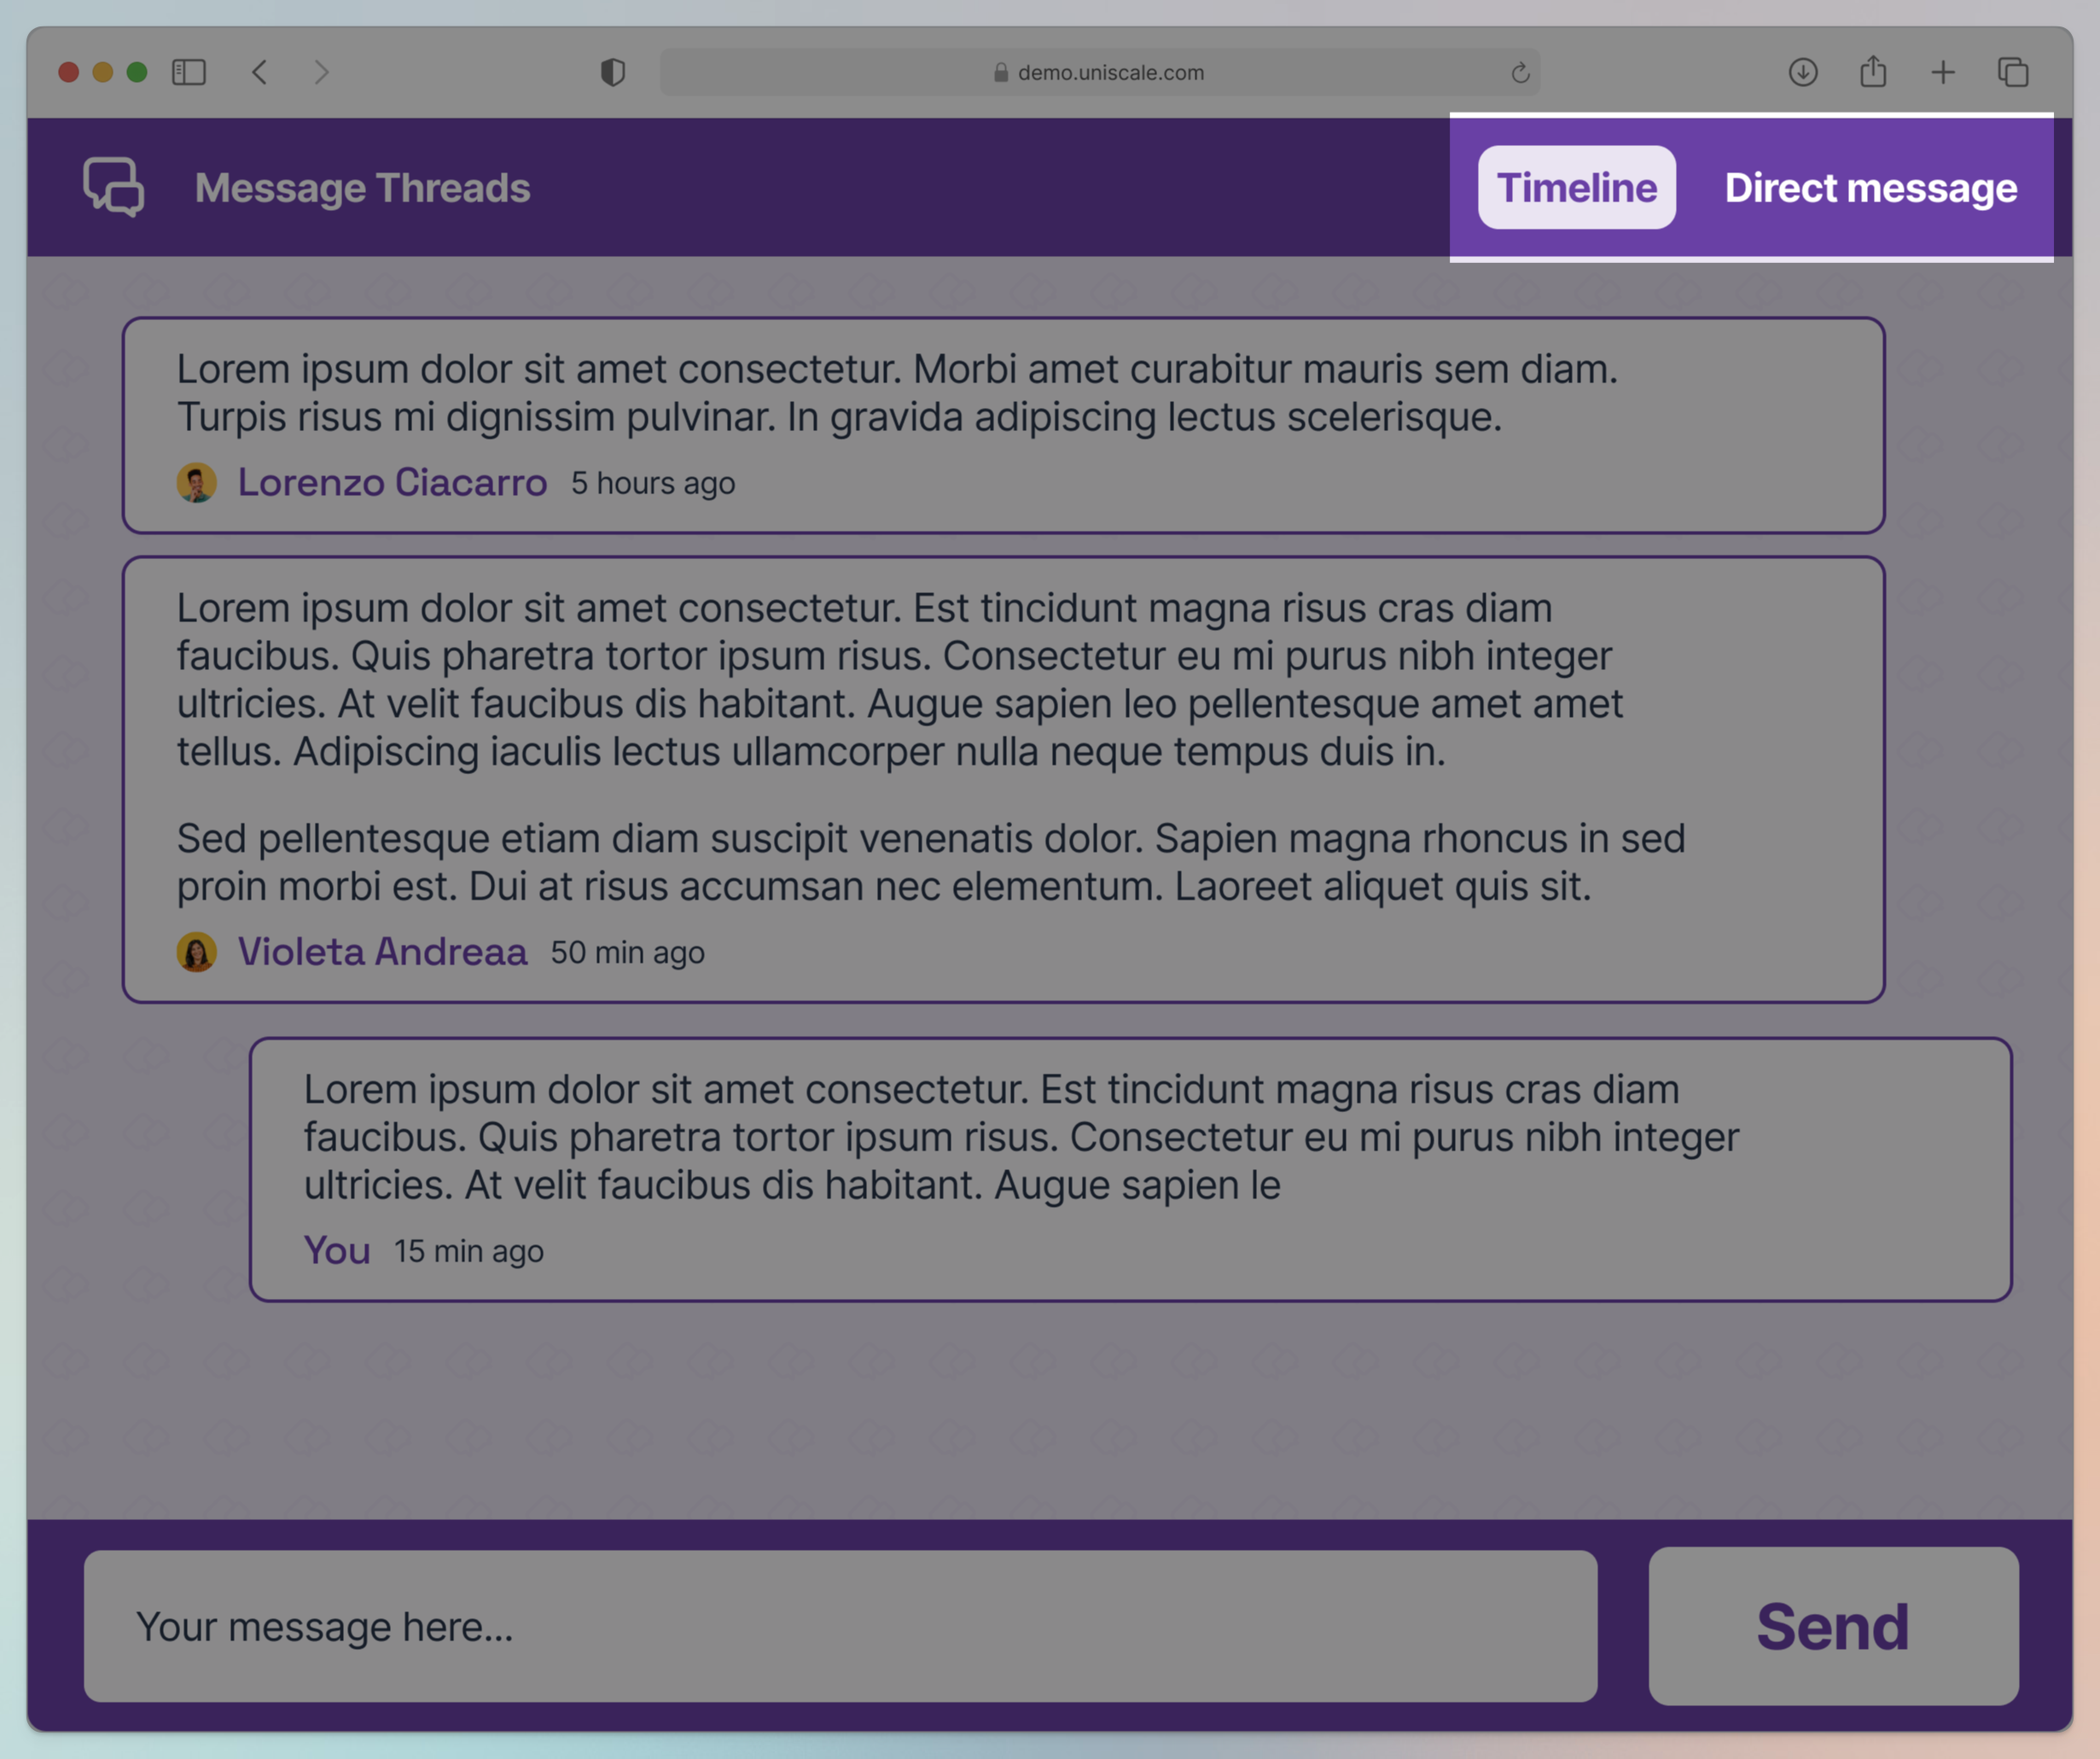 demo.uniscale.com
Message Threads
Timeline
Direct message
Lorem ipsum dolor sit amet consectetur. Morbi amet curabitur mauris sem diam.
Turpis risus mi dignissim pulvinar. In gravida adipiscing lectus scelerisque.
Lorenzo Ciacarro 5 hours ago
Lorem ipsum dolor sit amet consectetur. Est tincidunt magna risus cras diam
faucibus. Quis pharetra tortor ipsum risus. Consectetur eu mi purus nibh integer
ultricies. At velit faucibus dis habitant. Augue sapien leo pellentesque amet amet
tellus. Adipiscing iaculis lectus ullamcorper nulla neque tempus duis in.
Sed pellentesque etiam diam suscipit venenatis dolor. Sapien magna rhoncus in sed
proin morbi est. Dui at risus accumsan nec elementum. Laoreet aliquet quis sit.
Violeta Andreaa 50 min ago
Lorem ipsum dolor sit amet consectetur. Est tincidunt magna risus cras diam
faucibus. Quis pharetra tortor ipsum risus. Consectetur eu mi purus nibh integer
ultricies. At velit faucibus dis habitant. Augue sapien le
You 15 min ago
Your message here...
Send